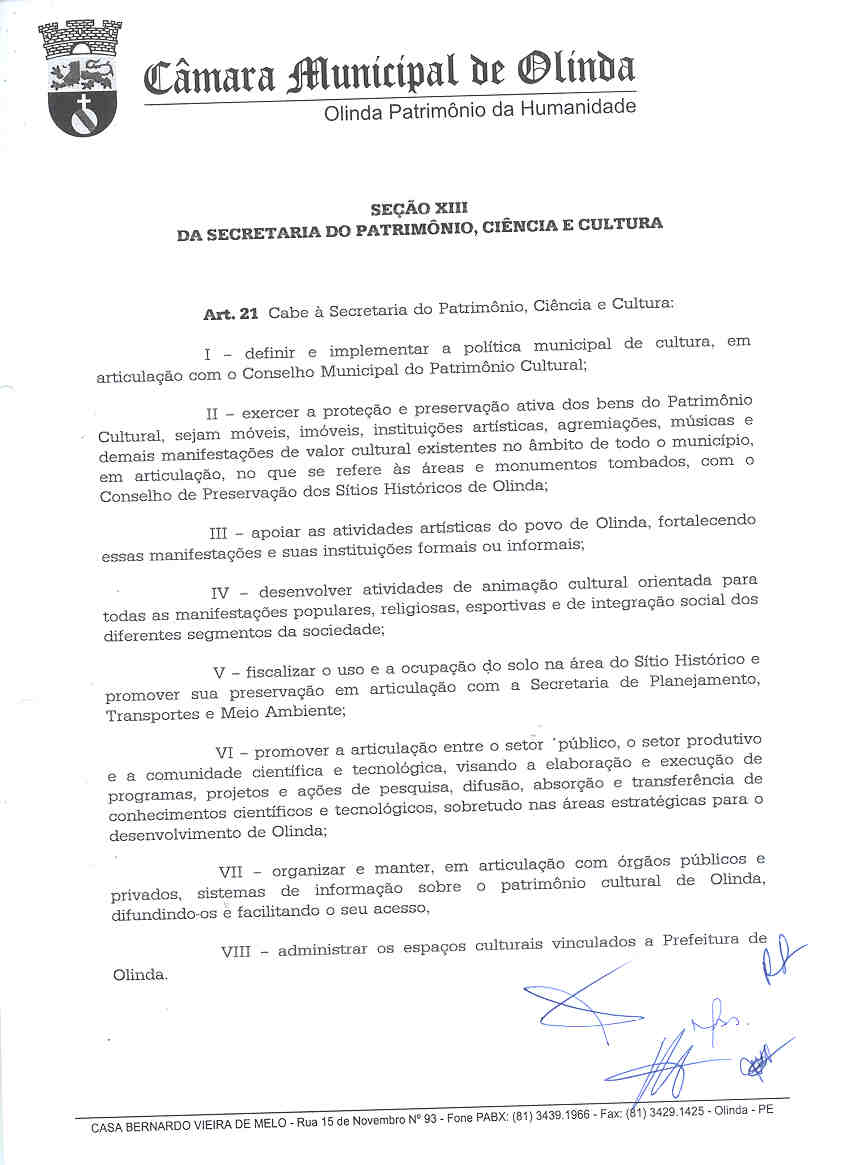 Câmara Municipal de Olinda
Olinda Patrimônio da Humanidade
SEÇÃO XIII
DA SECRETARIA DO PATRIMÔNIO, CIÊNCIA E CULTURA
Art. 21 Cabe à Secretaria do Patrimônio, Ciência e Cultura:
I – definir e implementar a política municipal de cultura, em
articulação com o Conselho Municipal do Patrimônio Cultural;
II – exercer a proteção e preservação ativa dos bens do Patrimônio
Cultural, sejam móveis, imóveis, instituições artísticas, agremiações, músicas e
demais manifestações de valor cultural existentes no âmbito de todo o município,
em articulação, no que se refere às áreas e monumentos tombados, com o
Conselho de Preservação dos Sítios Históricos de Olinda;
III – apoiar as atividades artísticas do povo de Olinda, fortalecendo
essas manifestações e suas instituições formais ou informais;
IV – desenvolver atividades de animação cultural orientada para
todas as manifestações populares, religiosas, esportivas e de integração social dos
diferentes segmentos da sociedade;
V – fiscalizar o uso e a ocupação do solo na área do Sítio Histórico e
promover sua preservação em articulação com a Secretaria de Planejamento,
Transportes e Meio Ambiente;
VI – promover a articulação entre o setor público, o setor produtivo
e a comunidade científica e tecnológica, visando a elaboração e execução de
programas, projetos e ações de pesquisa, difusão, absorção e transferência de
conhecimentos científicos e tecnológicos, sobretudo nas áreas estratégicas para o
desenvolvimento de Olinda;
VII – organizar e manter, em articulação com órgãos públicos e
privados, sistemas de informação sobre o patrimônio cultural de Olinda,
difundindo-os e facilitando o seu acesso,
VIII – administrar os espaços culturais vinculados a Prefeitura de
Olinda.
CASA BERNARDO VIEIRA DE MELO - Rua 15 de Novembro Nº 93 - Fone PABX: (81) 3439.1966 - Fax: (81) 3429.1425 - Olinda - PE